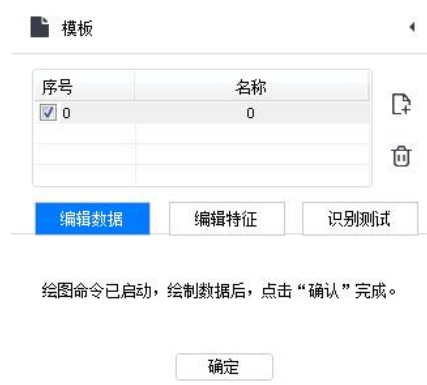 模板
序号 名称
0 0
编辑数据 编辑特征 识别测试
绘图命令已启动，绘制数据后，点击“确认”完成。
确定